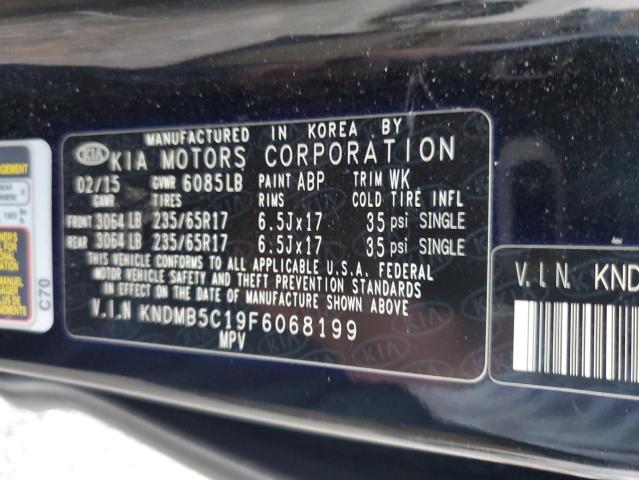 MANUFACTURED IN KOREA BY
KIA KIA MOTORS CORPORATION
02/15 GVWR 6085LB PAINT ABP TRIM WK
GAWR TIRES RIMS COLD TIRE INFL
FRONT 3064 LB 235/65R17 6.5Jx17 35 psi SINGLE
REAR 3064 LB 235/65R17 6.5Jx17 35 psi SINGLE
THIS VEHICLE CONFORMS TO ALL APPLICABLE U.S.A. FEDERAL
MOTOR VEHICLE SAFETY AND THEFT PREVENTION STANDARDS
IN EFFECT ON THE DATE OF MANUFACTURE SHOWN ABOVE
V.I.N KNDMB5C19F6068199
MPV
C70
V.I.N. KND